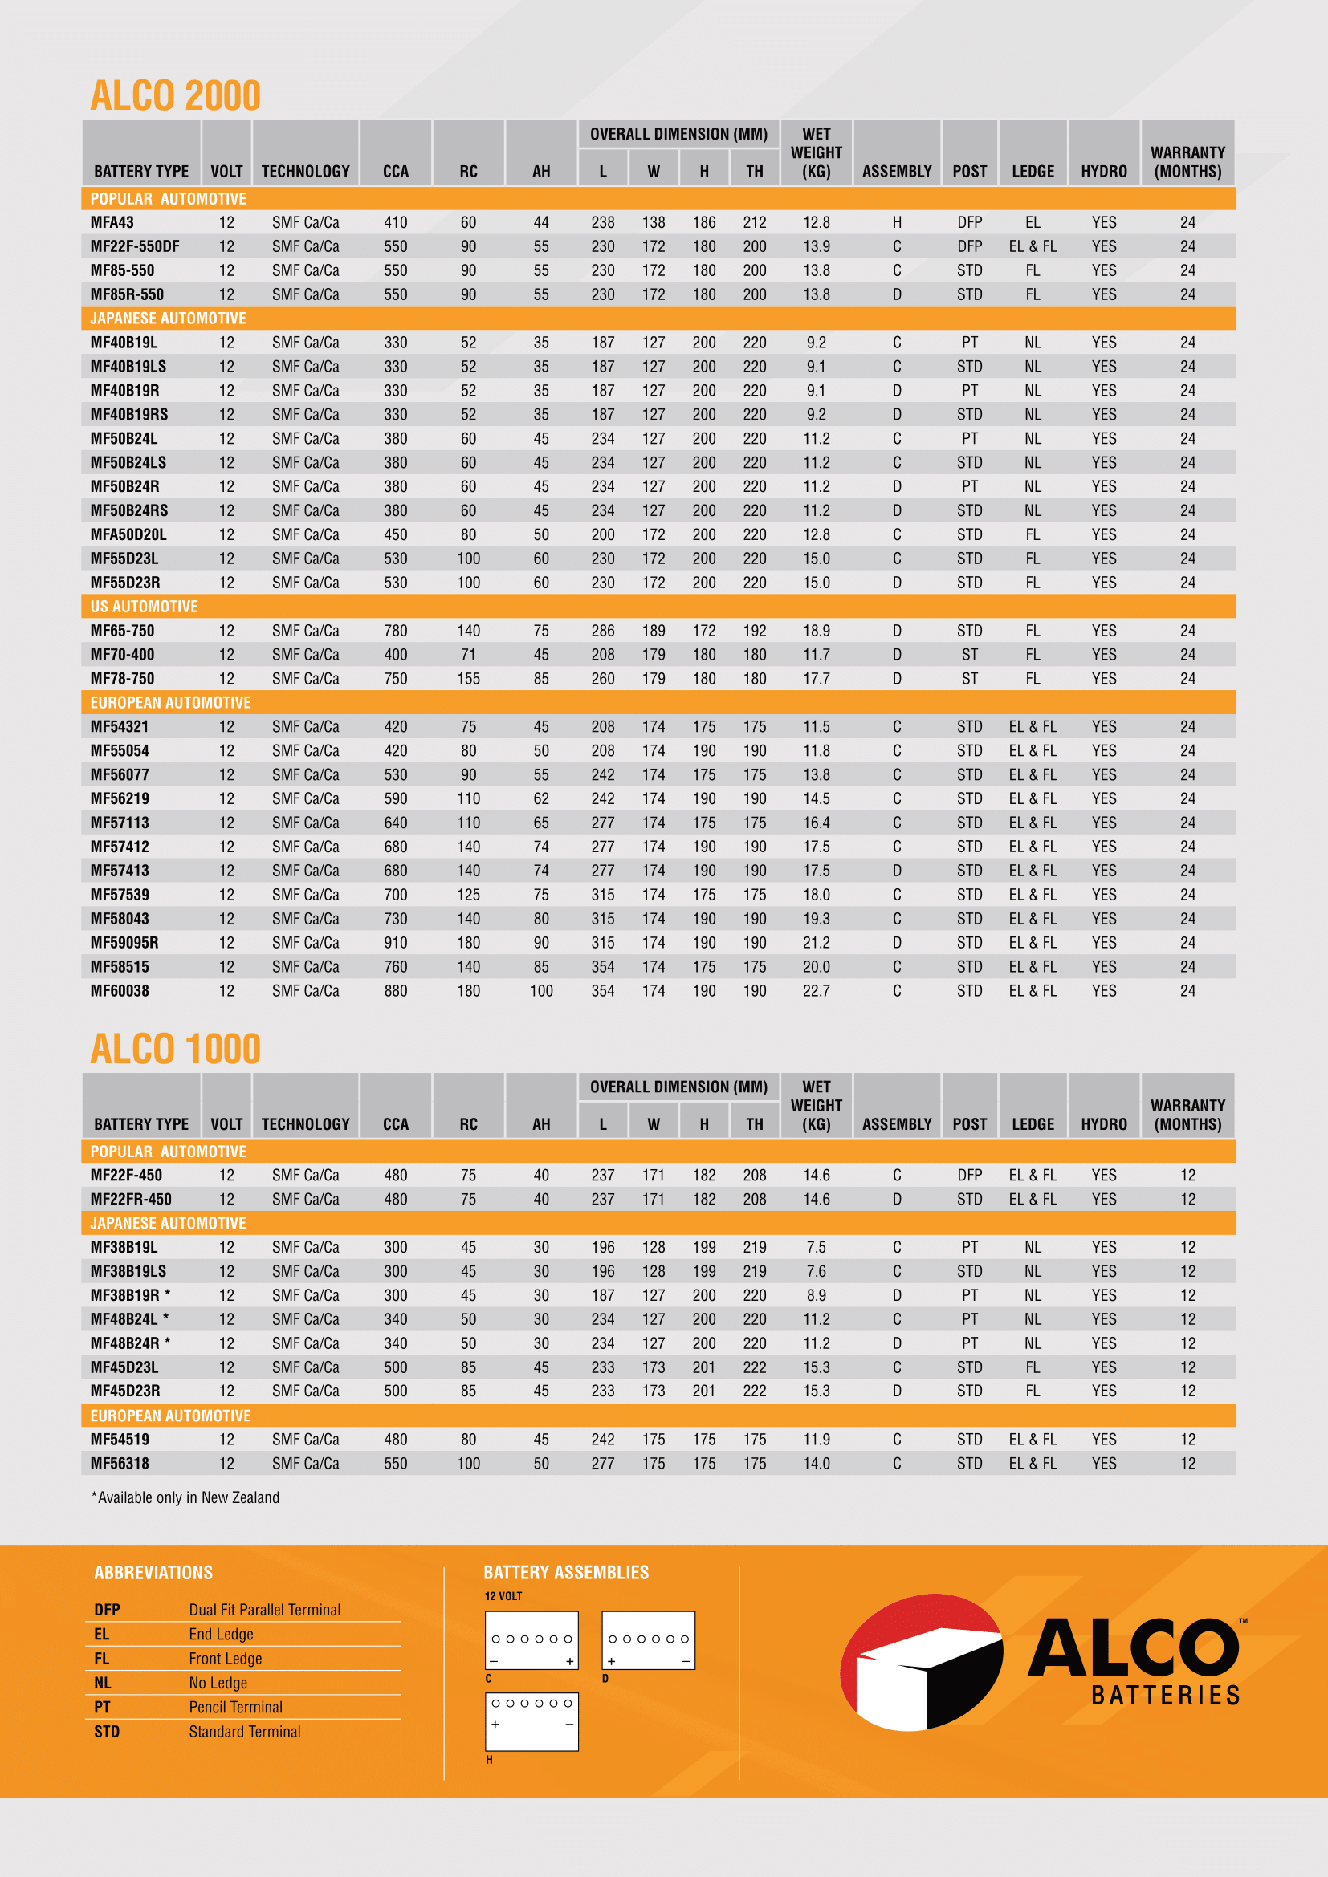 ALCO 2000
OVERALL DIMENSION (MM) WET WEIGHT (KG) WARRANTY (MONTHS)
BATTERY TYPE VOLT TECHNOLOGY CCA RC AH L W H TH ASSEMBLY POST LEDGE HYDRO
POPULAR AUTOMOTIVE
MFA43 12 SMF Ca/Ca 410 60 44 238 138 186 212 12.8 H DFP EL YES 24
MF22F-550DF 12 SMF Ca/Ca 550 90 55 230 172 180 200 13.9 C DFP EL & FL YES 24
MF85-550 12 SMF Ca/Ca 550 90 55 230 172 180 200 13.8 C STD FL YES 24
MF85R-550 12 SMF Ca/Ca 550 90 55 230 172 180 200 13.8 D STD FL YES 24
JAPANESE AUTOMOTIVE
MF40B19L 12 SMF Ca/Ca 330 52 35 187 127 200 220 9.2 C PT NL YES 24
MF40B19LS 12 SMF Ca/Ca 330 52 35 187 127 200 220 9.1 C STD NL YES 24
MF40B19R 12 SMF Ca/Ca 330 52 35 187 127 200 220 9.1 D PT NL YES 24
MF40B19RS 12 SMF Ca/Ca 330 52 35 187 127 200 220 9.2 D STD NL YES 24
MF50B24L 12 SMF Ca/Ca 380 60 45 234 127 200 220 11.2 C PT NL YES 24
MF50B24LS 12 SMF Ca/Ca 380 60 45 234 127 200 220 11.2 C STD NL YES 24
MF50B24R 12 SMF Ca/Ca 380 60 45 234 127 200 220 11.2 D PT NL YES 24
MF50B24RS 12 SMF Ca/Ca 380 60 45 234 127 200 220 11.2 D STD NL YES 24
MFA50D20L 12 SMF Ca/Ca 450 80 50 200 172 200 220 12.8 C STD FL YES 24
MF55D23L 12 SMF Ca/Ca 530 100 60 230 172 200 220 15.0 C STD FL YES 24
MF55D23R 12 SMF Ca/Ca 530 100 60 230 172 200 220 15.0 D STD FL YES 24
US AUTOMOTIVE
MF65-750 12 SMF Ca/Ca 780 140 75 286 189 172 192 18.9 D STD FL YES 24
MF70-400 12 SMF Ca/Ca 400 71 45 208 179 180 180 11.7 D ST FL YES 24
MF78-750 12 SMF Ca/Ca 750 155 85 260 179 180 180 17.7 D ST FL YES 24
EUROPEAN AUTOMOTIVE
MF54321 12 SMF Ca/Ca 420 75 45 208 174 175 175 11.5 C STD EL & FL YES 24
MF55054 12 SMF Ca/Ca 420 80 50 208 174 190 190 11.8 C STD EL & FL YES 24
MF56077 12 SMF Ca/Ca 530 90 55 242 174 175 175 13.8 C STD EL & FL YES 24
MF56219 12 SMF Ca/Ca 590 110 62 242 174 190 190 14.5 C STD EL & FL YES 24
MF57113 12 SMF Ca/Ca 640 110 65 277 174 175 175 16.4 C STD EL & FL YES 24
MF57412 12 SMF Ca/Ca 680 140 74 277 174 190 190 17.5 C STD EL & FL YES 24
MF57413 12 SMF Ca/Ca 680 140 74 277 174 190 190 17.5 D STD EL & FL YES 24
MF57539 12 SMF Ca/Ca 700 125 75 315 174 175 175 18.0 C STD EL & FL YES 24
MF58043 12 SMF Ca/Ca 730 140 80 315 174 190 190 19.3 C STD EL & FL YES 24
MF59095R 12 SMF Ca/Ca 910 180 90 315 174 190 190 21.2 D STD EL & FL YES 24
MF58515 12 SMF Ca/Ca 760 140 85 354 174 175 175 20.0 C STD EL & FL YES 24
MF60038 12 SMF Ca/Ca 880 180 100 354 174 190 190 22.7 C STD EL & FL YES 24
ALCO 1000
OVERALL DIMENSION (MM) WET WEIGHT (KG) WARRANTY (MONTHS)
BATTERY TYPE VOLT TECHNOLOGY CCA RC AH L W H TH ASSEMBLY POST LEDGE HYDRO
POPULAR AUTOMOTIVE
MF22F-450 12 SMF Ca/Ca 480 75 40 237 171 182 208 14.6 C DFP EL & FL YES 12
MF22FR-450 12 SMF Ca/Ca 480 75 40 237 171 182 208 14.6 D STD EL & FL YES 12
JAPANESE AUTOMOTIVE
MF38B19L 12 SMF Ca/Ca 300 45 30 196 128 199 219 7.5 C PT NL YES 12
MF38B19LS 12 SMF Ca/Ca 300 45 30 196 128 199 219 7.6 C STD NL YES 12
MF38B19R * 12 SMF Ca/Ca 300 45 30 187 127 200 220 8.9 D PT NL YES 12
MF48B24L * 12 SMF Ca/Ca 340 50 30 234 127 200 220 11.2 C PT NL YES 12
MF48B24R * 12 SMF Ca/Ca 340 50 30 234 127 200 220 11.2 D PT NL YES 12
MF45D23L 12 SMF Ca/Ca 500 85 45 233 173 201 222 15.3 C STD FL YES 12
MF45D23R 12 SMF Ca/Ca 500 85 45 233 173 201 222 15.3 D STD FL YES 12
EUROPEAN AUTOMOTIVE
MF54519 12 SMF Ca/Ca 480 80 45 242 175 175 175 11.9 C STD EL & FL YES 12
MF56318 12 SMF Ca/Ca 550 100 50 277 175 175 175 14.0 C STD EL & FL YES 12
*Available only in New Zealand
ABBREVIATIONS
DFP Dual Fit Parallel Terminal
EL End Ledge
FL Front Ledge
NL No Ledge
PT Pencil Terminal
STD Standard Terminal
BATTERY ASSEMBLIES
12 VOLT
− + + −
C D
+ −
H
ALCO™
BATTERIES